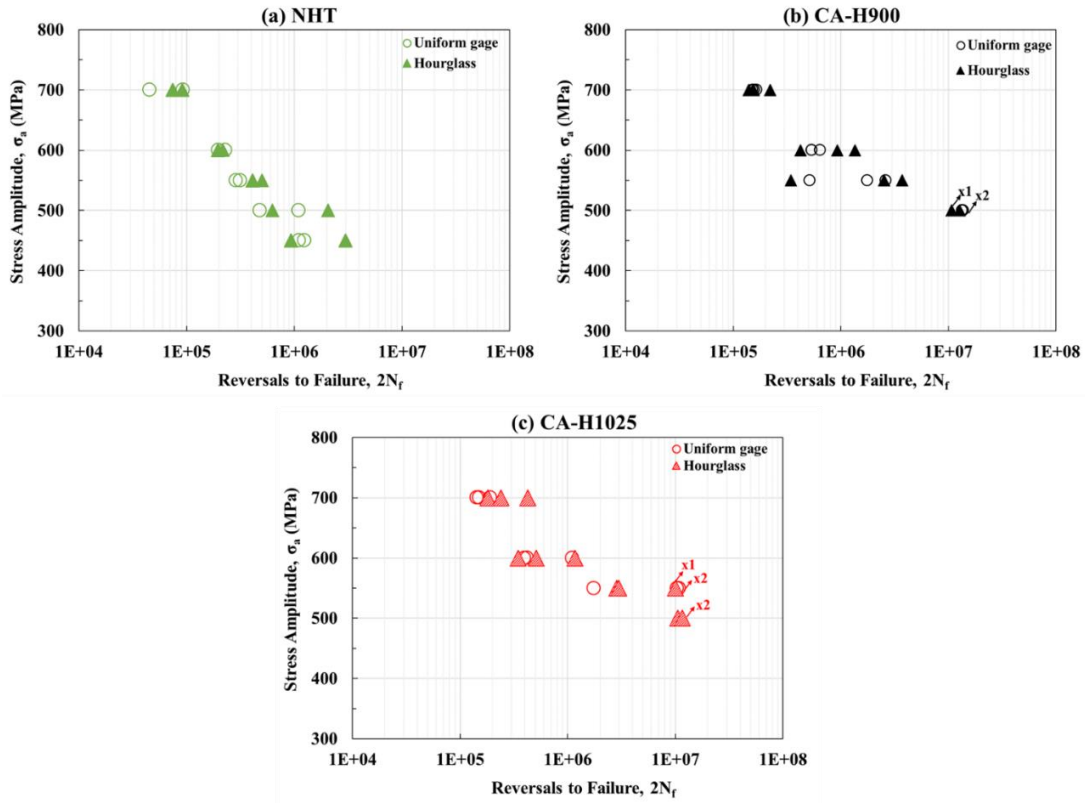 (a) NHT
800
700
600
500
400
300
Stress Amplitude, σa (MPa)
Uniform gage
Hourglass
1E+04 1E+05 1E+06 1E+07 1E+08
Reversals to Failure, 2Nf
(b) CA-H900
800
700
600
500
400
300
Stress Amplitude, σa (MPa)
Uniform gage
Hourglass
x1
x2
1E+04 1E+05 1E+06 1E+07 1E+08
Reversals to Failure, 2Nf
(c) CA-H1025
800
700
600
500
400
300
Stress Amplitude, σa (MPa)
Uniform gage
Hourglass
x1
x2
x2
1E+04 1E+05 1E+06 1E+07 1E+08
Reversals to Failure, 2Nf